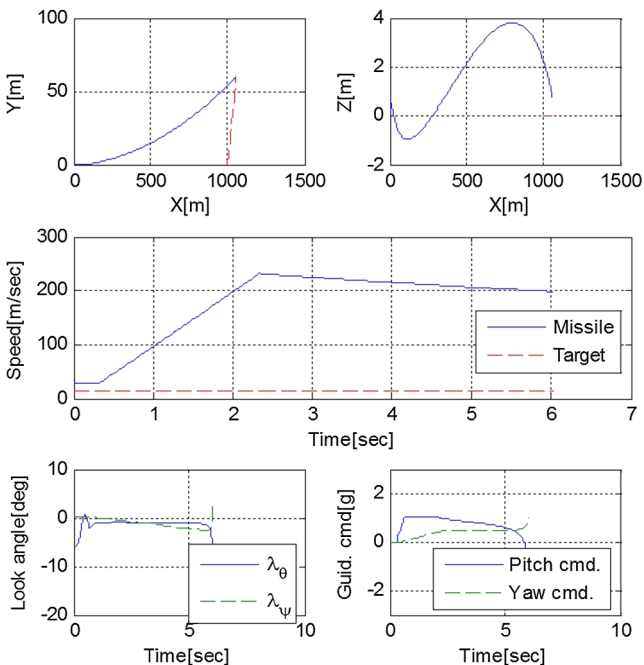 100
50
0
0
500
1000
1500
Y[m]
X[m]
4
2
0
-2
0
500
1000
1500
Z[m]
X[m]
300
200
100
0
0
1
2
3
4
5
6
7
Speed[m/sec]
Time[sec]
Missile
Target
10
0
-10
-20
0
5
10
Look angle[deg]
Time[sec]
λθ
λψ
2
0
-2
0
5
10
Guid. cmd[g]
Time[sec]
Pitch cmd.
Yaw cmd.